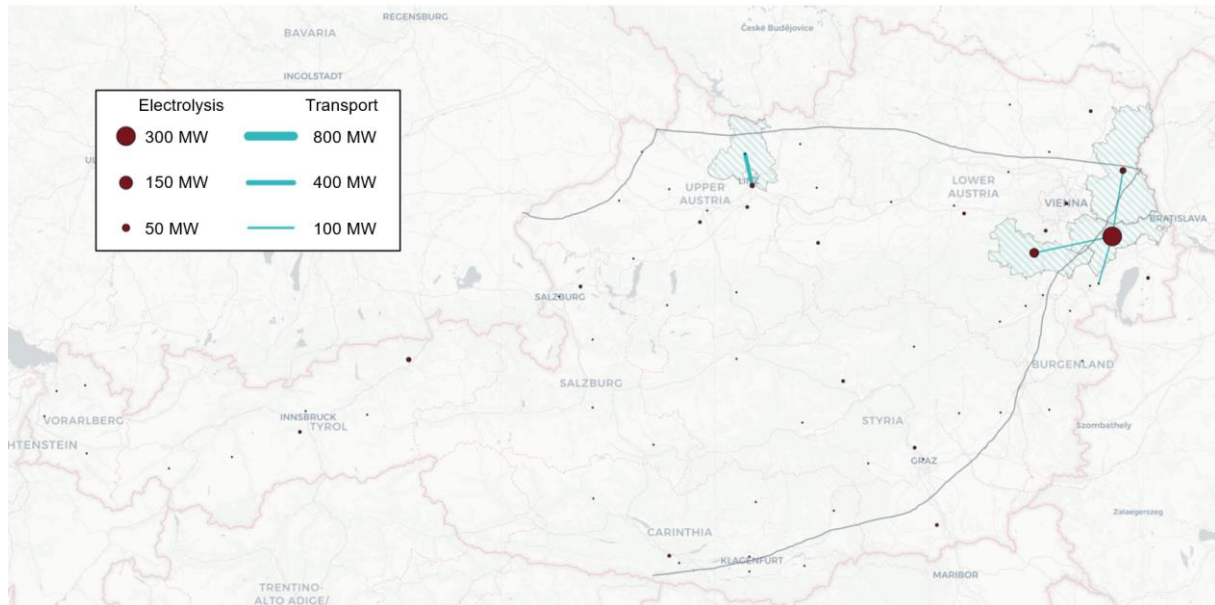 REGENSBURG
BAVARIA
České Budějovice
INGOLSTADT
Electrolysis Transport
300 MW 800 MW
150 MW 400 MW
50 MW 100 MW
UPPER
AUSTRIA
LINZ
LOWER
AUSTRIA
VIENNA
BRATISLAVA
SALZBURG
SALZBURG
BURGENLAND
VORARLBERG
INNSBRUCK
TYROL
HTENSTEIN
STYRIA
Szombathely
GRAZ
Zalaegerszeg
CARINTHIA
KLAGENFURT
MARIBOR
TRENTINO-
ALTO ADIGE/